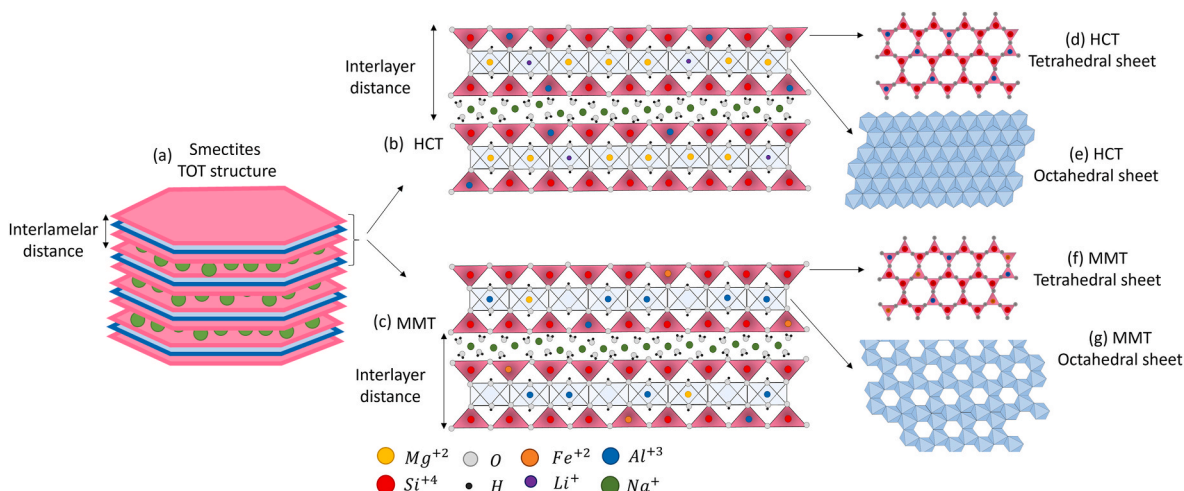 (a) Smectites
TOT structure
Interlamelar
distance
Interlayer
distance
(b) HCT
(c) MMT
Interlayer
distance
(d) HCT
Tetrahedral sheet
(e) HCT
Octahedral sheet
(f) MMT
Tetrahedral sheet
(g) MMT
Octahedral sheet
Mg+2 O Fe+2 Al+3
Si+4 H Li+ Na+